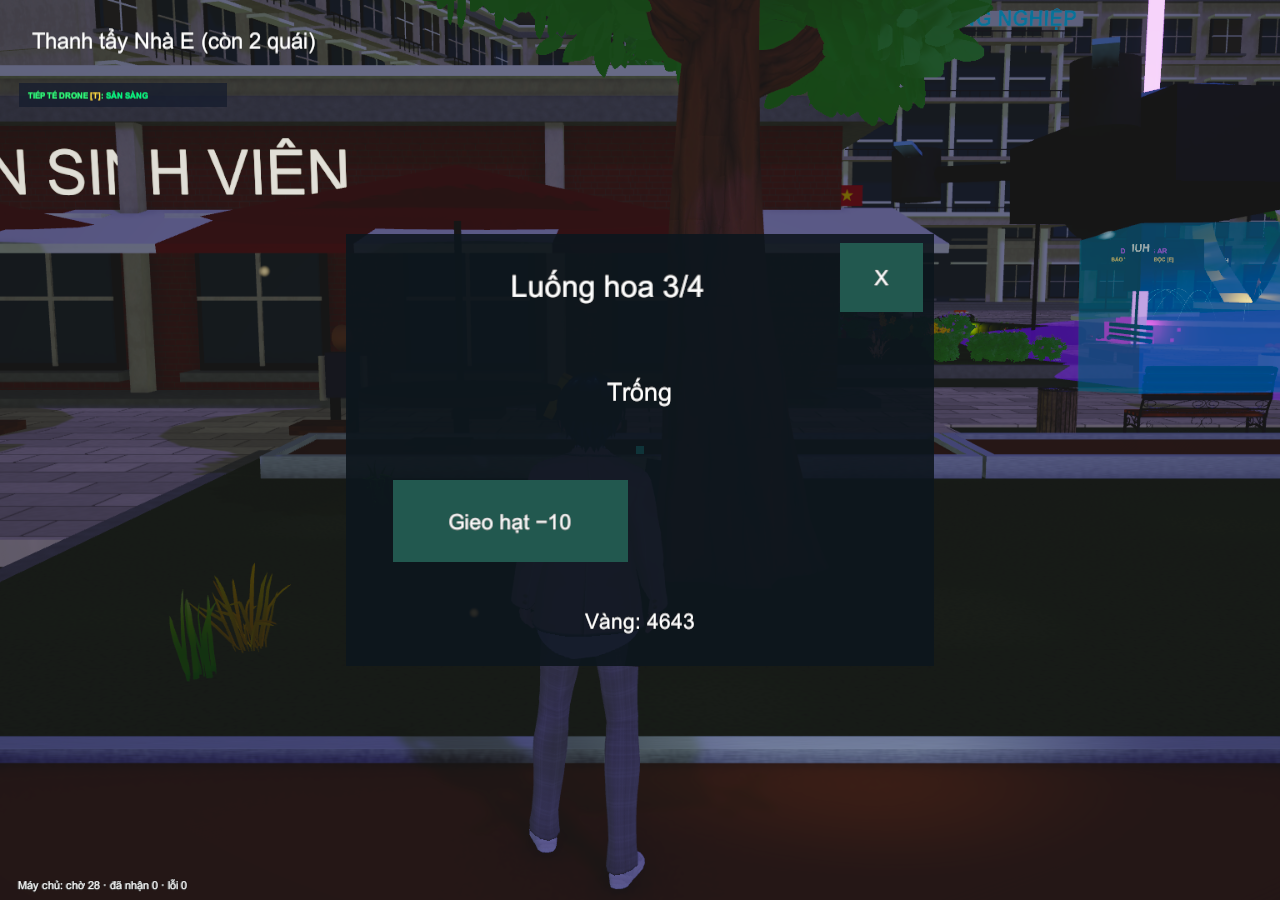 Thanh tẩy Nhà E (còn 2 quái)
G NGHIỆP
TIẾP TẾ DRONE [T]: SẴN SÀNG
N SINH VIÊN
Luống hoa 3/4
X
Trống
Gieo hạt −10
Vàng: 4643
Máy chủ: chờ 28 · đã nhận 0 · lỗi 0